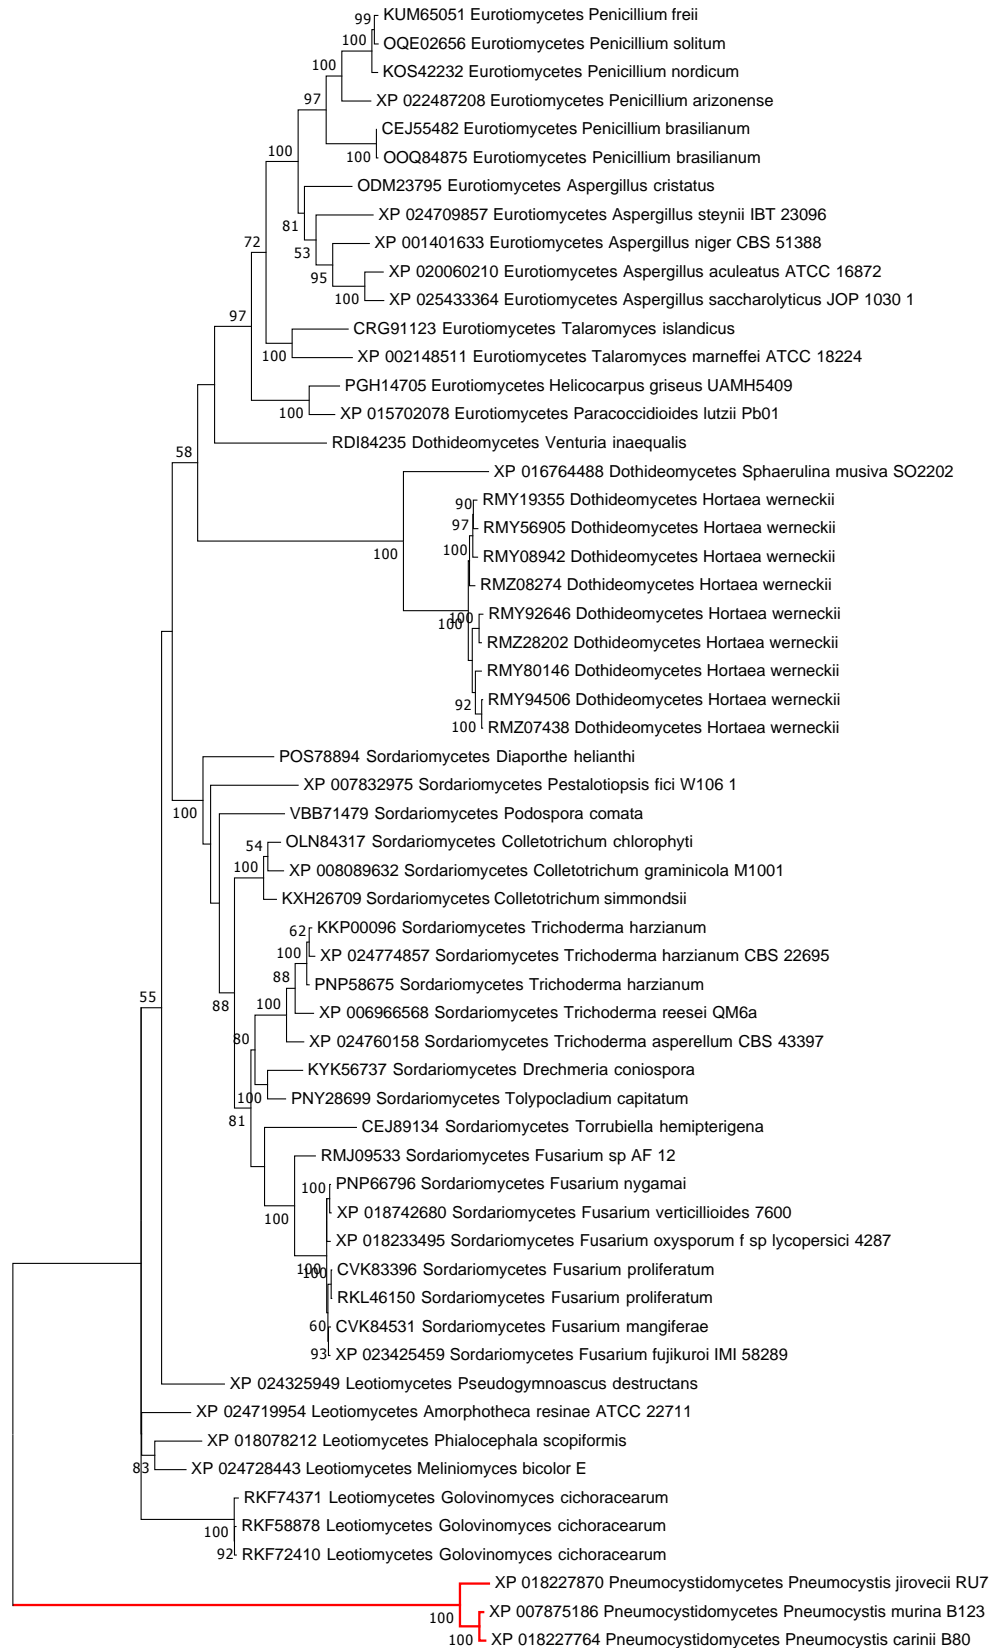 KUM65051 Eurotiomycetes Penicillium freii
99
OQE02656 Eurotiomycetes Penicillium solitum
100
KOS42232 Eurotiomycetes Penicillium nordicum
100
XP 022487208 Eurotiomycetes Penicillium arizonense
97
CEJ55482 Eurotiomycetes Penicillium brasilianum
100
OOQ84875 Eurotiomycetes Penicillium brasilianum
100
ODM23795 Eurotiomycetes Aspergillus cristatus
81
XP 024709857 Eurotiomycetes Aspergillus steynii IBT 23096
72
XP 001401633 Eurotiomycetes Aspergillus niger CBS 51388
53
XP 020060210 Eurotiomycetes Aspergillus aculeatus ATCC 16872
95
XP 025433364 Eurotiomycetes Aspergillus saccharolyticus JOP 1030 1
100
97
CRG91123 Eurotiomycetes Talaromyces islandicus
100
XP 002148511 Eurotiomycetes Talaromyces marneffei ATCC 18224
PGH14705 Eurotiomycetes Helicocarpus griseus UAMH5409
100
XP 015702078 Eurotiomycetes Paracoccidioides lutzii Pb01
RDI84235 Dothideomycetes Venturia inaequalis
58
XP 016764488 Dothideomycetes Sphaerulina musiva SO2202
RMY19355 Dothideomycetes Hortaea werneckii
90
RMY56905 Dothideomycetes Hortaea werneckii
97
100
100
RMY08942 Dothideomycetes Hortaea werneckii
RMZ08274 Dothideomycetes Hortaea werneckii
RMY92646 Dothideomycetes Hortaea werneckii
100
100
RMZ28202 Dothideomycetes Hortaea werneckii
RMY80146 Dothideomycetes Hortaea werneckii
RMY94506 Dothideomycetes Hortaea werneckii
92
RMZ07438 Dothideomycetes Hortaea werneckii
100
POS78894 Sordariomycetes Diaporthe helianthi
XP 007832975 Sordariomycetes Pestalotiopsis fici W106 1
100
VBB71479 Sordariomycetes Podospora comata
OLN84317 Sordariomycetes Colletotrichum chlorophyti
54
XP 008089632 Sordariomycetes Colletotrichum graminicola M1001
100
KXH26709 Sordariomycetes Colletotrichum simmondsii
KKP00096 Sordariomycetes Trichoderma harzianum
62
XP 024774857 Sordariomycetes Trichoderma harzianum CBS 22695
100
PNP58675 Sordariomycetes Trichoderma harzianum
88
55
88
100
XP 006966568 Sordariomycetes Trichoderma reesei QM6a
80
XP 024760158 Sordariomycetes Trichoderma asperellum CBS 43397
KYK56737 Sordariomycetes Drechmeria coniospora
100
PNY28699 Sordariomycetes Tolypocladium capitatum
81
CEJ89134 Sordariomycetes Torrubiella hemipterigena
RMJ09533 Sordariomycetes Fusarium sp AF 12
100
PNP66796 Sordariomycetes Fusarium nygamai
100
XP 018742680 Sordariomycetes Fusarium verticillioides 7600
XP 018233495 Sordariomycetes Fusarium oxysporum f sp lycopersici 4287
100
100
CVK83396 Sordariomycetes Fusarium proliferatum
RKL46150 Sordariomycetes Fusarium proliferatum
60
CVK84531 Sordariomycetes Fusarium mangiferae
93
XP 023425459 Sordariomycetes Fusarium fujikuroi IMI 58289
XP 024325949 Leotiomycetes Pseudogymnoascus destructans
XP 024719954 Leotiomycetes Amorphotheca resinae ATCC 22711
XP 018078212 Leotiomycetes Phialocephala scopiformis
83
XP 024728443 Leotiomycetes Meliniomyces bicolor E
RKF74371 Leotiomycetes Golovinomyces cichoracearum
100
RKF58878 Leotiomycetes Golovinomyces cichoracearum
92
RKF72410 Leotiomycetes Golovinomyces cichoracearum
XP 018227870 Pneumocystidomycetes Pneumocystis jirovecii RU7
100
XP 007875186 Pneumocystidomycetes Pneumocystis murina B123
100
XP 018227764 Pneumocystidomycetes Pneumocystis carinii B80